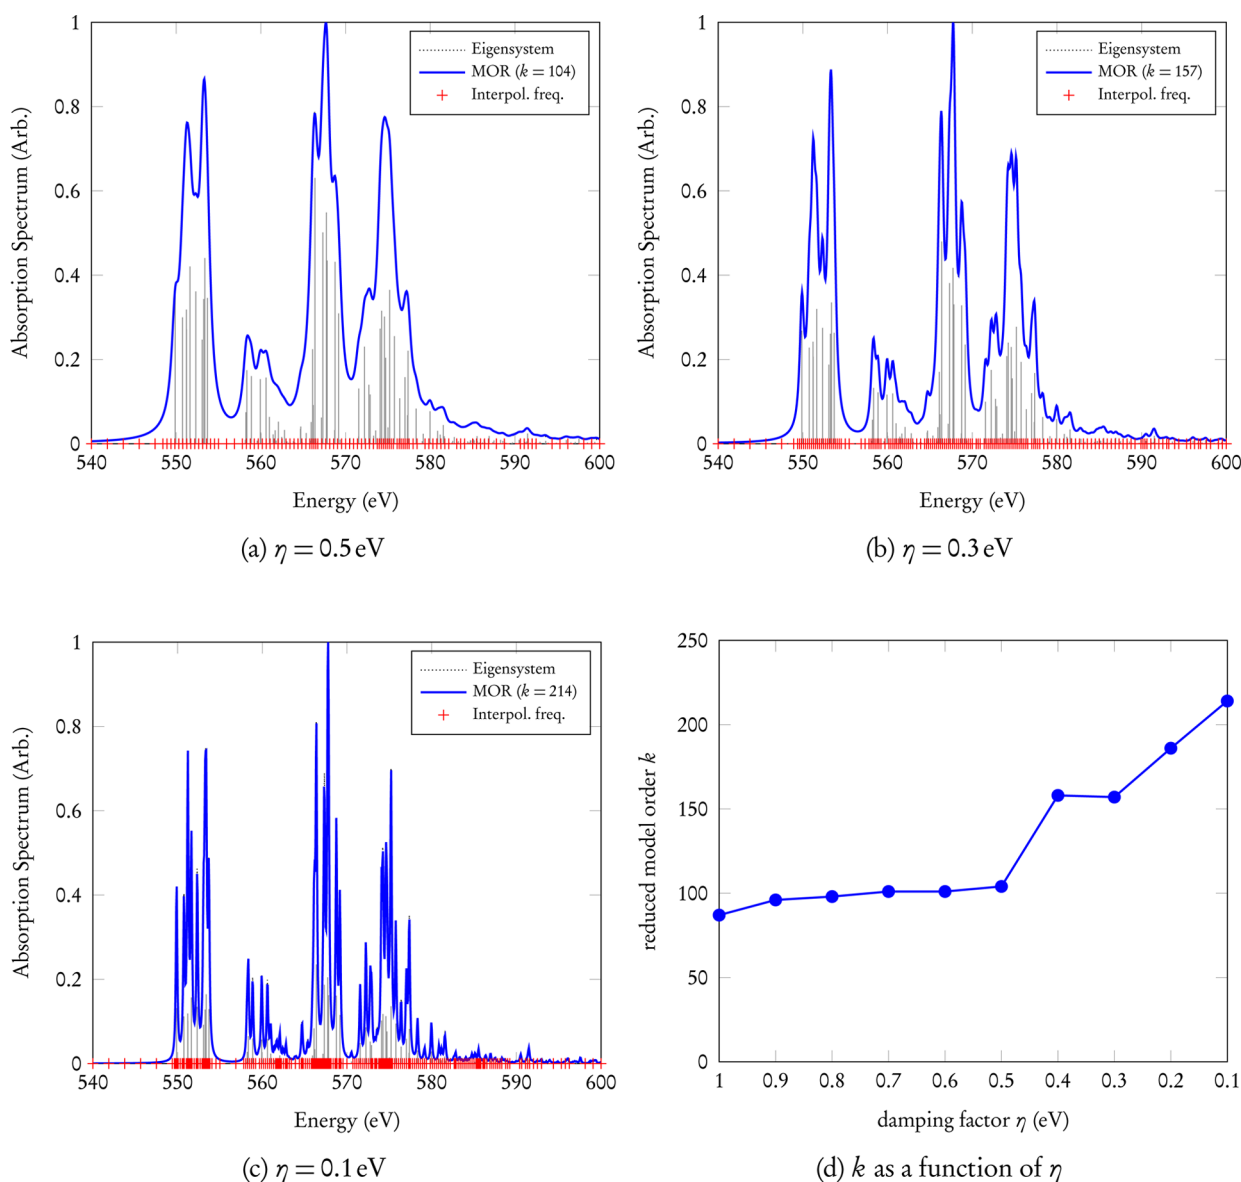 1
0.8
0.6
0.4
0.2
0
540 550 560 570 580 590 600
Absorption Spectrum (Arb.)
Energy (eV)
Eigensystem
MOR (k = 104)
Interpol. freq.
(a) η = 0.5 eV
1
0.8
0.6
0.4
0.2
0
540 550 560 570 580 590 600
Absorption Spectrum (Arb.)
Energy (eV)
Eigensystem
MOR (k = 157)
Interpol. freq.
(b) η = 0.3 eV
1
0.8
0.6
0.4
0.2
0
540 550 560 570 580 590 600
Absorption Spectrum (Arb.)
Energy (eV)
Eigensystem
MOR (k = 214)
Interpol. freq.
(c) η = 0.1 eV
250
200
150
100
50
0
1 0.9 0.8 0.7 0.6 0.5 0.4 0.3 0.2 0.1
reduced model order k
damping factor η (eV)
(d) k as a function of η